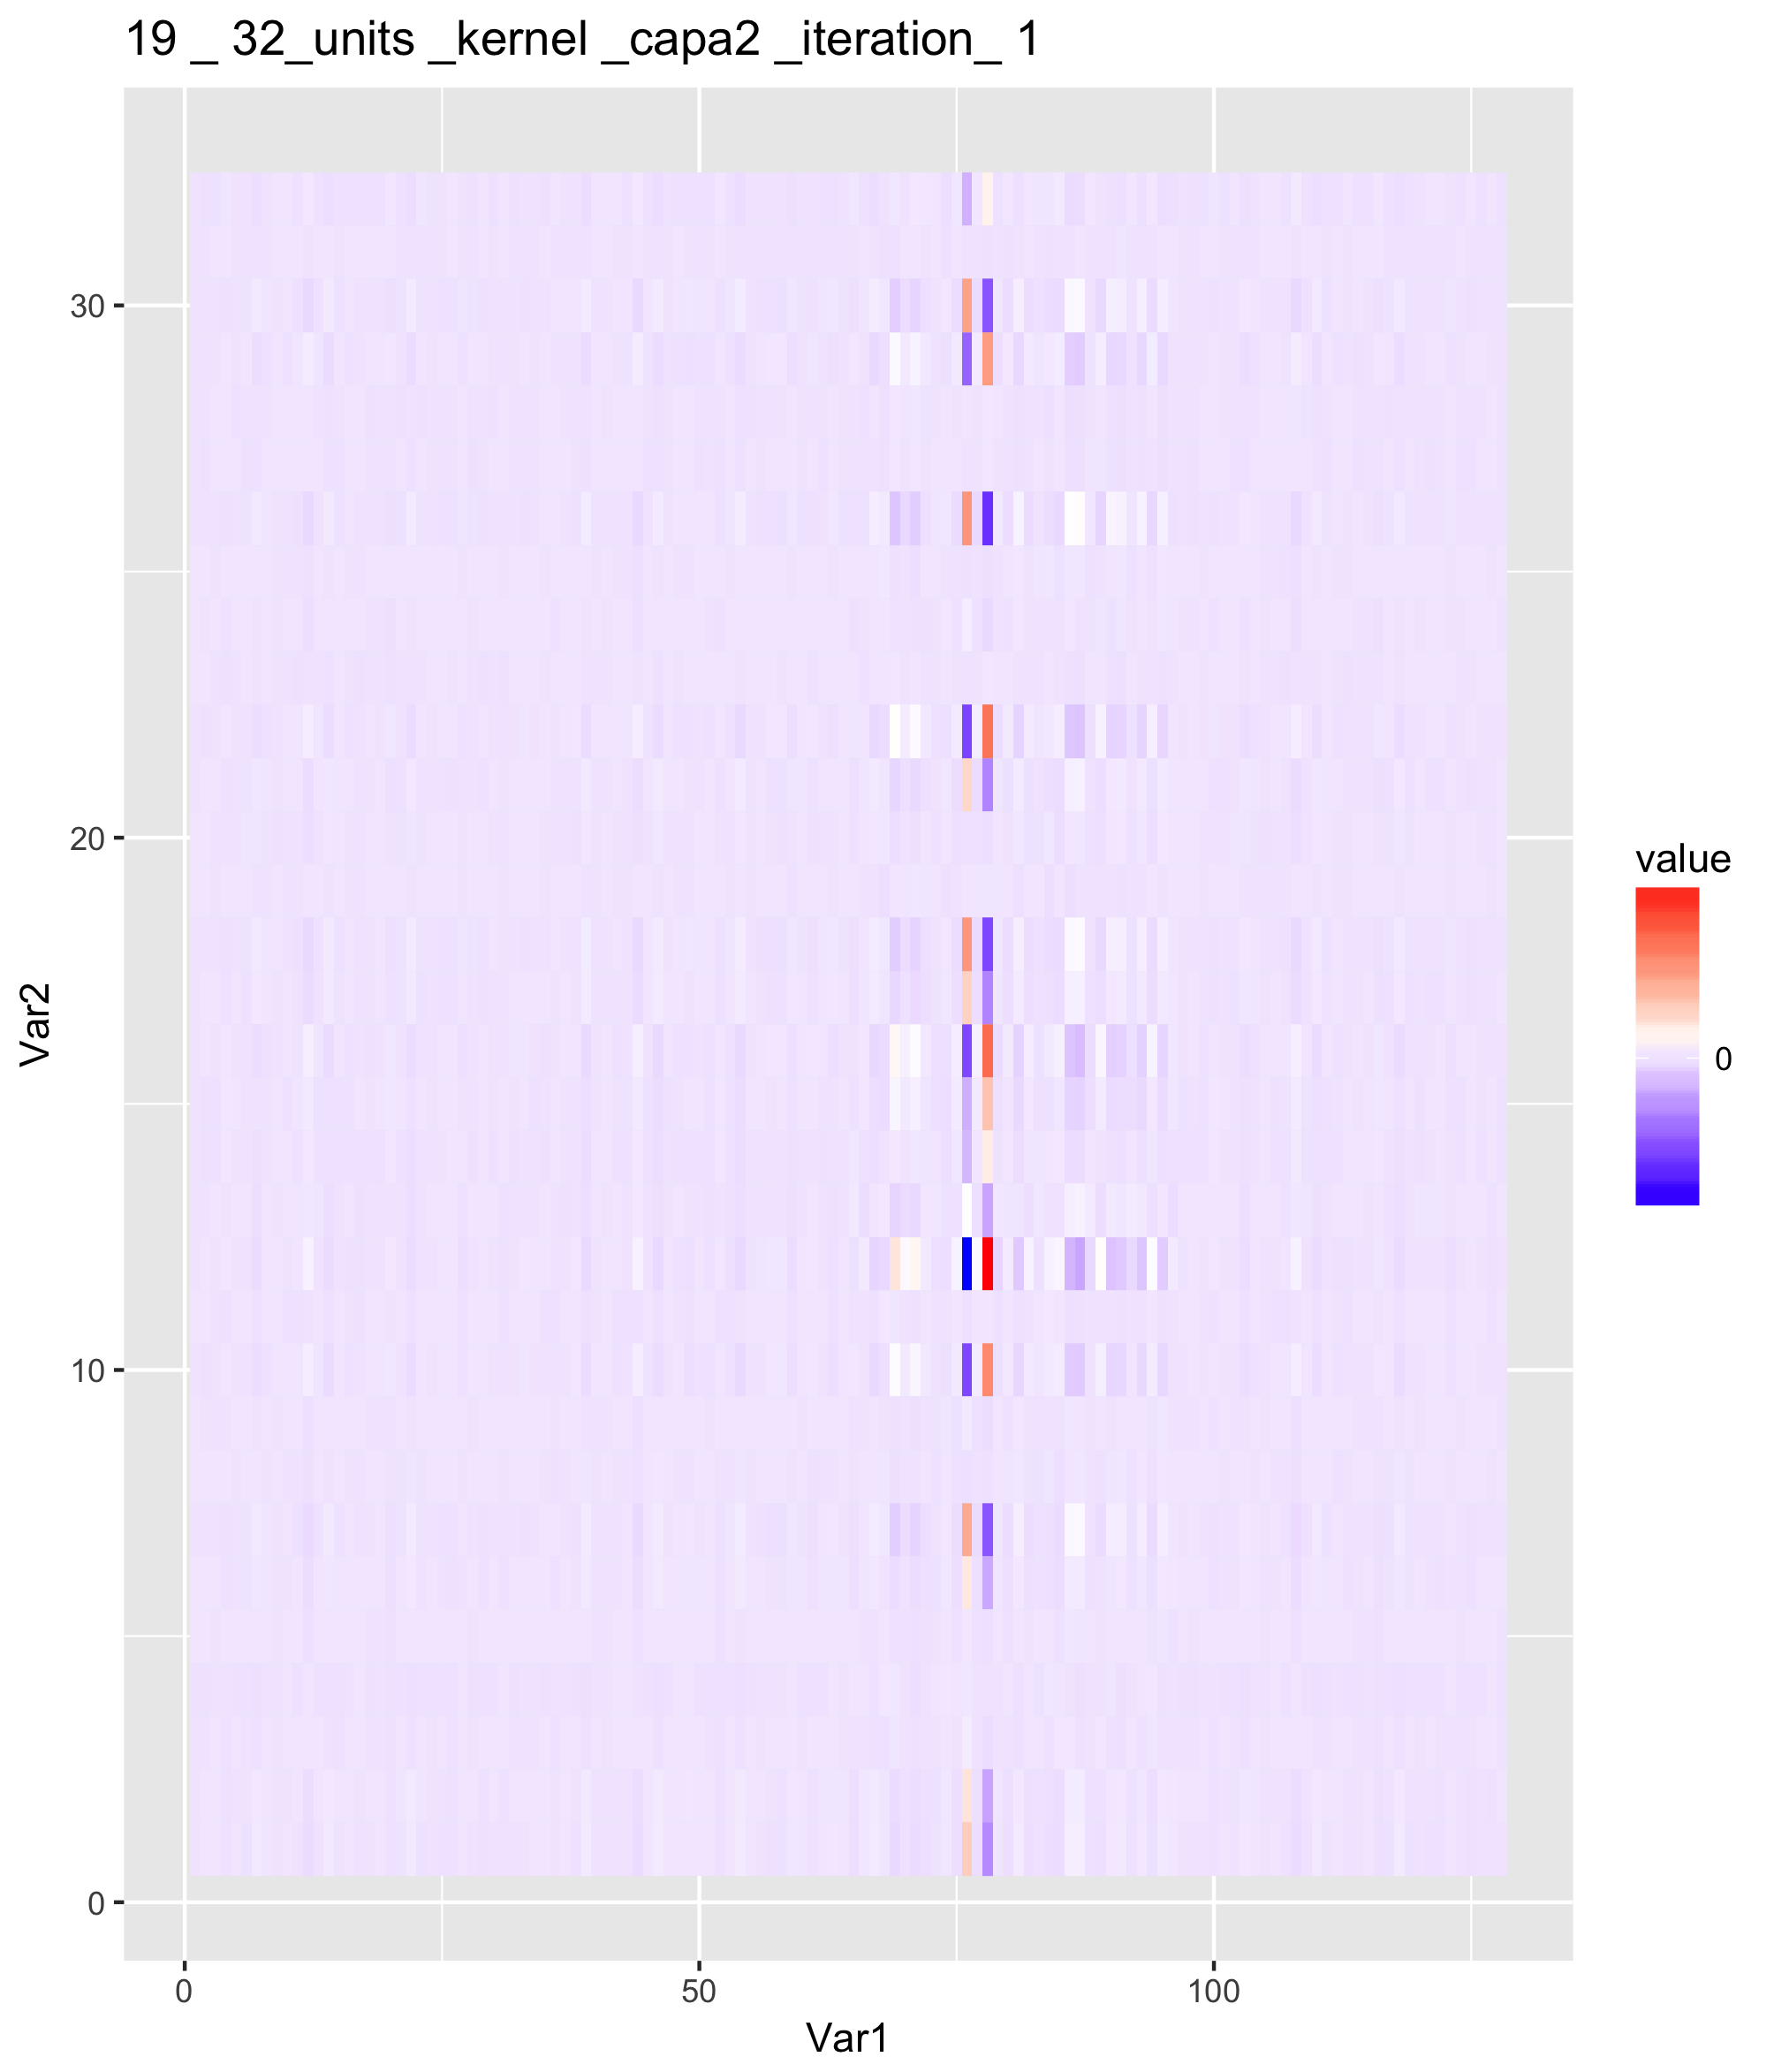 19 _ 32_units _kernel _capa2 _iteration_ 1
30
20
10
0
Var2
0
50
100
Var1
value
0